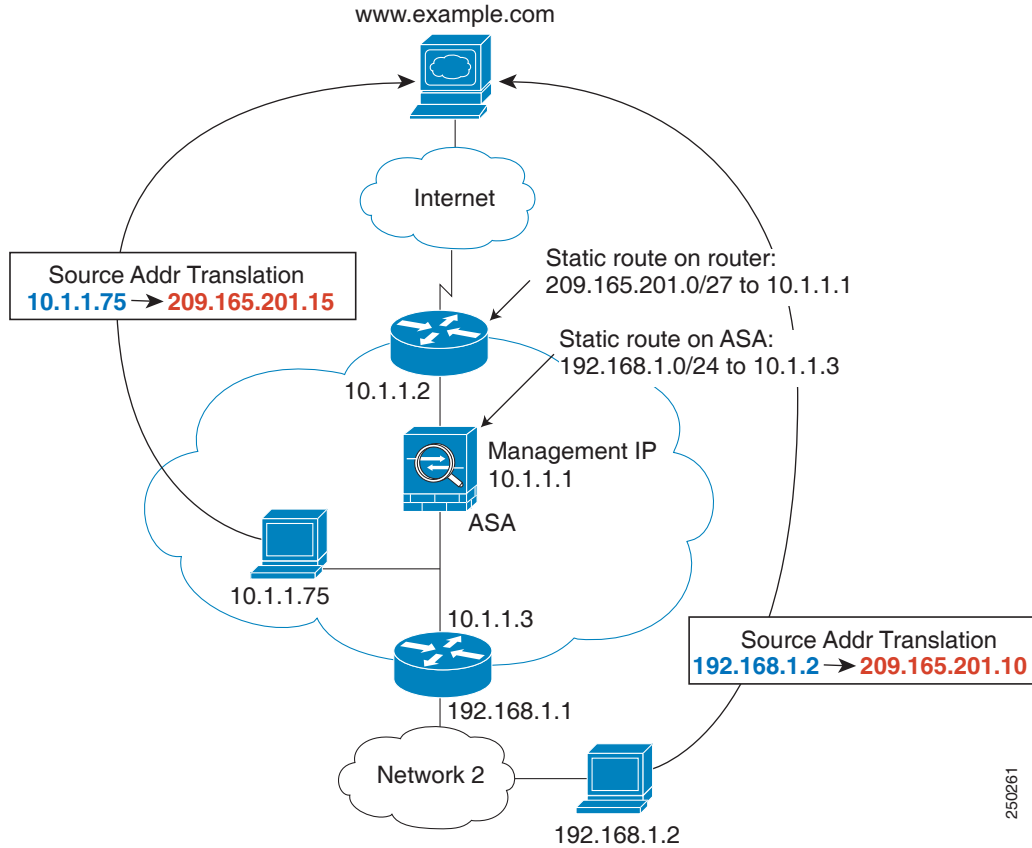 www.example.com
Internet
Source Addr Translation
10.1.1.75 209.165.201.15
Static route on router:
209.165.201.0/27 to 10.1.1.1
Static route on ASA:
192.168.1.0/24 to 10.1.1.3
10.1.1.2
Management IP
10.1.1.1
ASA
10.1.1.75
10.1.1.3
Source Addr Translation
192.168.1.2 209.165.201.10
192.168.1.1
Network 2
192.168.1.2
250261